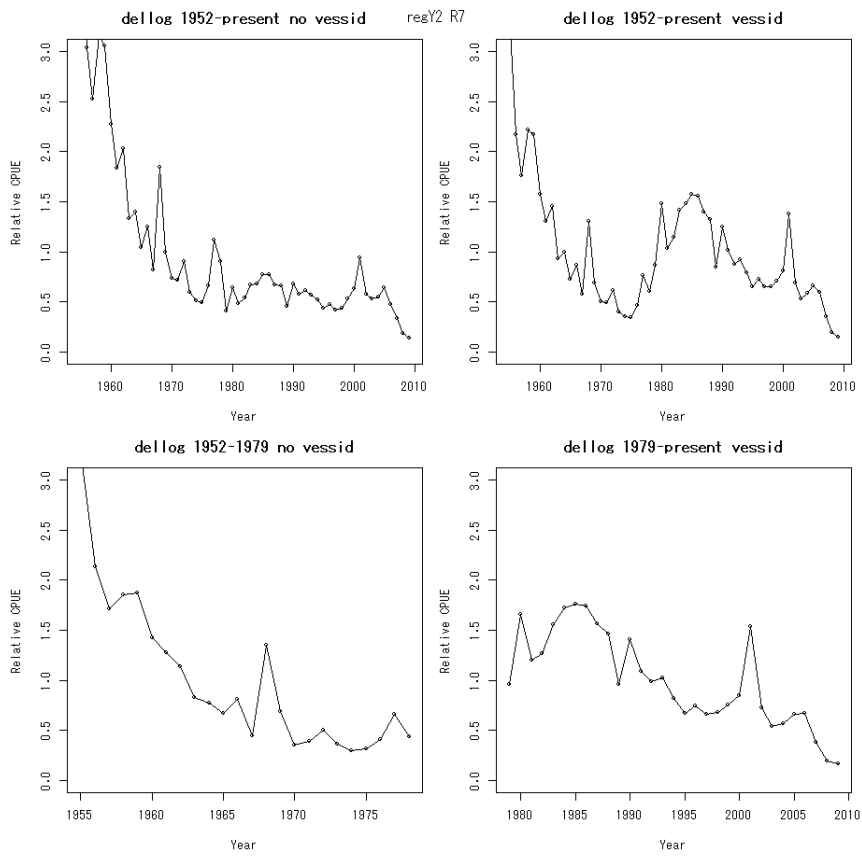 dellog 1952-present no vessid
regY2 R7
dellog 1952-present vessid
Relative CPUE
0.0 0.5 1.0 1.5 2.0 2.5 3.0
1960 1970 1980 1990 2000 2010
Year
Relative CPUE
0.0 0.5 1.0 1.5 2.0 2.5 3.0
1960 1970 1980 1990 2000 2010
Year
dellog 1952-1979 no vessid
dellog 1979-present vessid
Relative CPUE
0.0 0.5 1.0 1.5 2.0 2.5 3.0
1955 1960 1965 1970 1975
Year
Relative CPUE
0.0 0.5 1.0 1.5 2.0 2.5 3.0
1980 1985 1990 1995 2000 2005 2010
Year